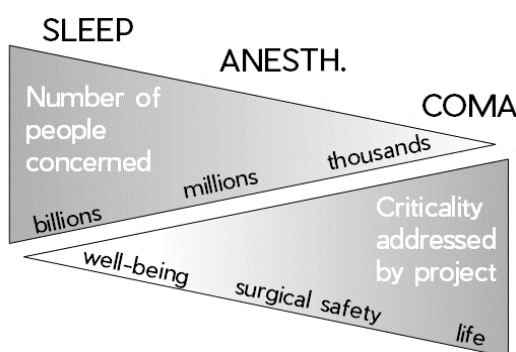 SLEEP
ANESTH.
COMA
Number of
people
concerned
billions
millions
thousands
Criticality
addressed
by project
well-being
surgical safety
life